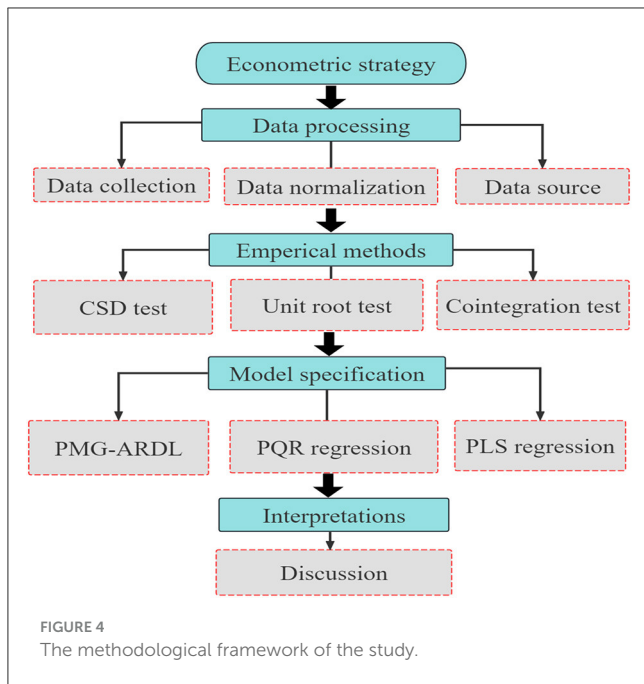 Econometric strategy
Data processing
Data collection
Data normalization
Data source
Emperical methods
CSD test
Unit root test
Cointegration test
Model specification
PMG-ARDL
PQR regression
PLS regression
Interpretations
Discussion
FIGURE 4
The methodological framework of the study.